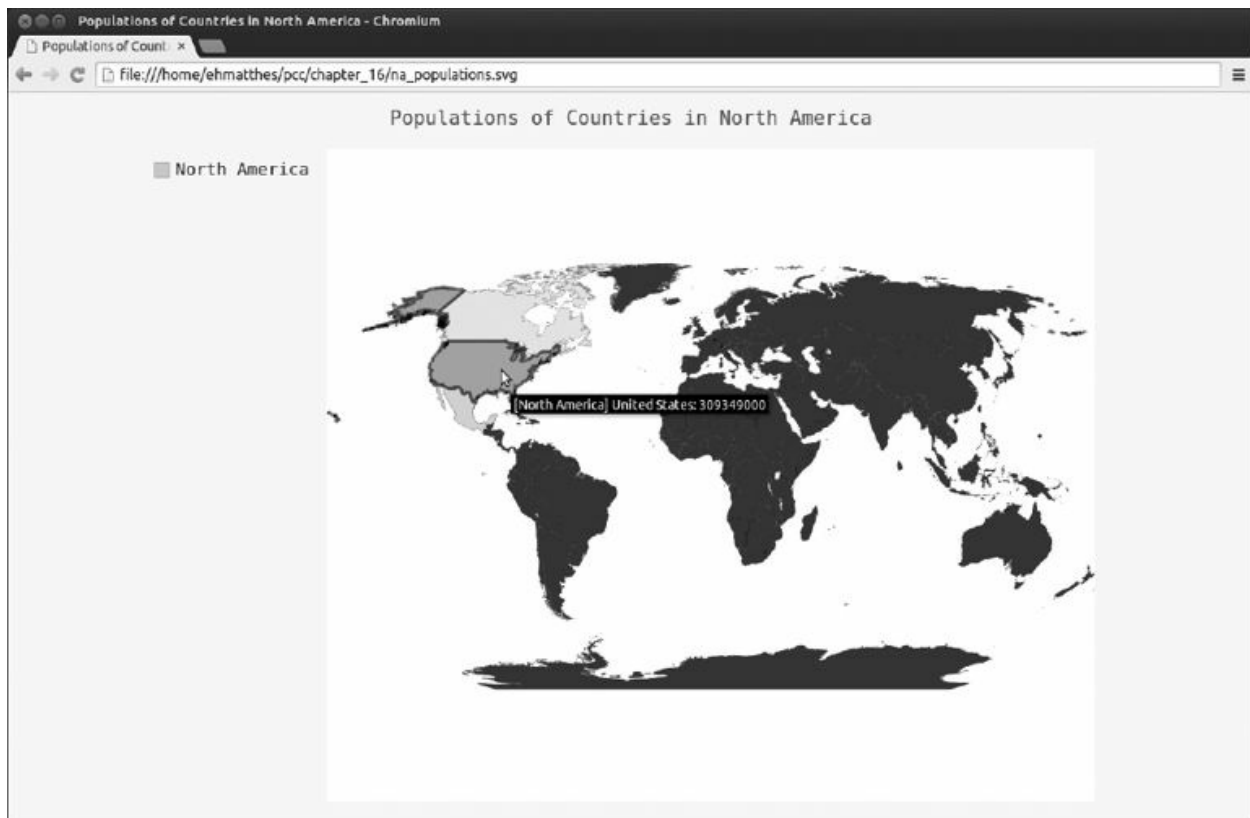 Populations of Countries in North America - Chromium
Populations of Count
file:///home/ehmatthes/pcc/chapter_16/na_populations.svg
Populations of Countries in North America
North America
[North America] United States: 309349000